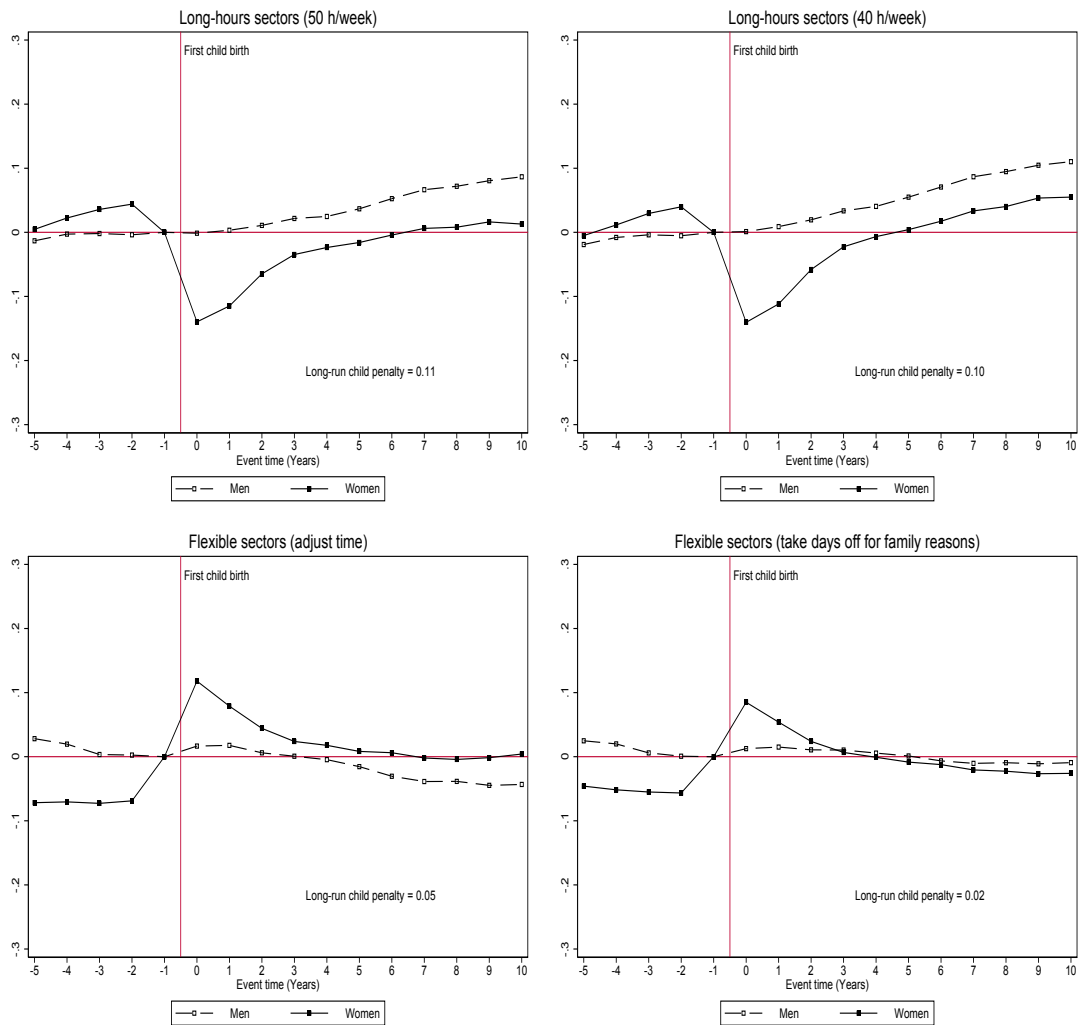 Long-hours sectors (50 h/week)
First child birth
.3
.2
.1
0
-.1
-.2
-.3
Long-run child penalty = 0.11
-5 -4 -3 -2 -1 0 1 2 3 4 5 6 7 8 9 10
Event time (Years)
Men Women
Long-hours sectors (40 h/week)
First child birth
.3
.2
.1
0
-.1
-.2
-.3
Long-run child penalty = 0.10
-5 -4 -3 -2 -1 0 1 2 3 4 5 6 7 8 9 10
Event time (Years)
Men Women
Flexible sectors (adjust time)
First child birth
.3
.2
.1
0
-.1
-.2
-.3
Long-run child penalty = 0.05
-5 -4 -3 -2 -1 0 1 2 3 4 5 6 7 8 9 10
Event time (Years)
Men Women
Flexible sectors (take days off for family reasons)
First child birth
.3
.2
.1
0
-.1
-.2
-.3
Long-run child penalty = 0.02
-5 -4 -3 -2 -1 0 1 2 3 4 5 6 7 8 9 10
Event time (Years)
Men Women